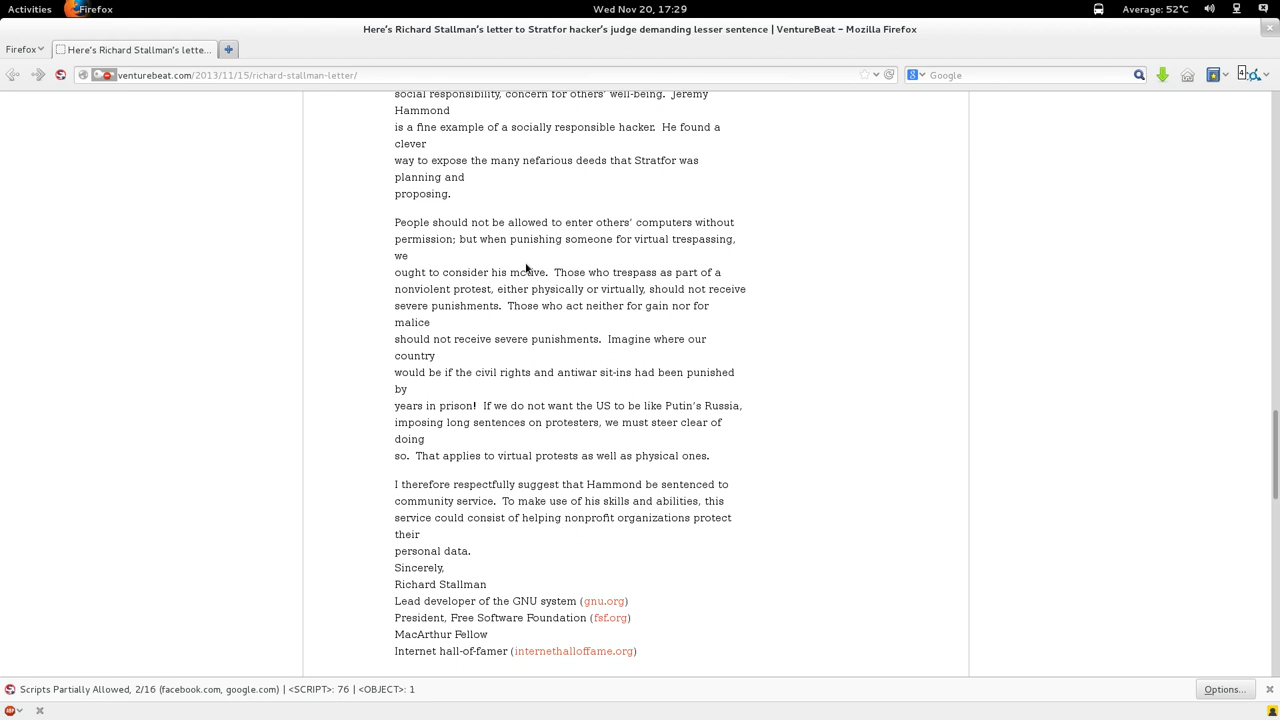 Activities
Firefox
Wed Nov 20, 17:29
Average: 52°C
Here's Richard Stallman's letter to Stratfor hacker's judge demanding lesser sentence | VentureBeat - Mozilla Firefox
Firefox
Here's Richard Stallman's lette...
venturebeat.com/2013/11/15/richard-stallman-letter/
Google
4
social responsibility, concern for others' well-being. Jeremy
Hammond
is a fine example of a socially responsible hacker. He found a
clever
way to expose the many nefarious deeds that Stratfor was
planning and
proposing.
People should not be allowed to enter others' computers without
permission; but when punishing someone for virtual trespassing,
we
ought to consider his motive. Those who trespass as part of a
nonviolent protest, either physically or virtually, should not receive
severe punishments. Those who act neither for gain nor for
malice
should not receive severe punishments. Imagine where our
country
would be if the civil rights and antiwar sit-ins had been punished
by
years in prison! If we do not want the US to be like Putin's Russia,
imposing long sentences on protesters, we must steer clear of
doing
so. That applies to virtual protests as well as physical ones.
I therefore respectfully suggest that Hammond be sentenced to
community service. To make use of his skills and abilities, this
service could consist of helping nonprofit organizations protect
their
personal data.
Sincerely,
Richard Stallman
Lead developer of the GNU system (gnu.org)
President, Free Software Foundation (fsf.org)
MacArthur Fellow
Internet hall-of-famer (internethalloffame.org)
Scripts Partially Allowed, 2/16 (facebook.com, google.com) | <SCRIPT>: 76 | <OBJECT>: 1
Options...